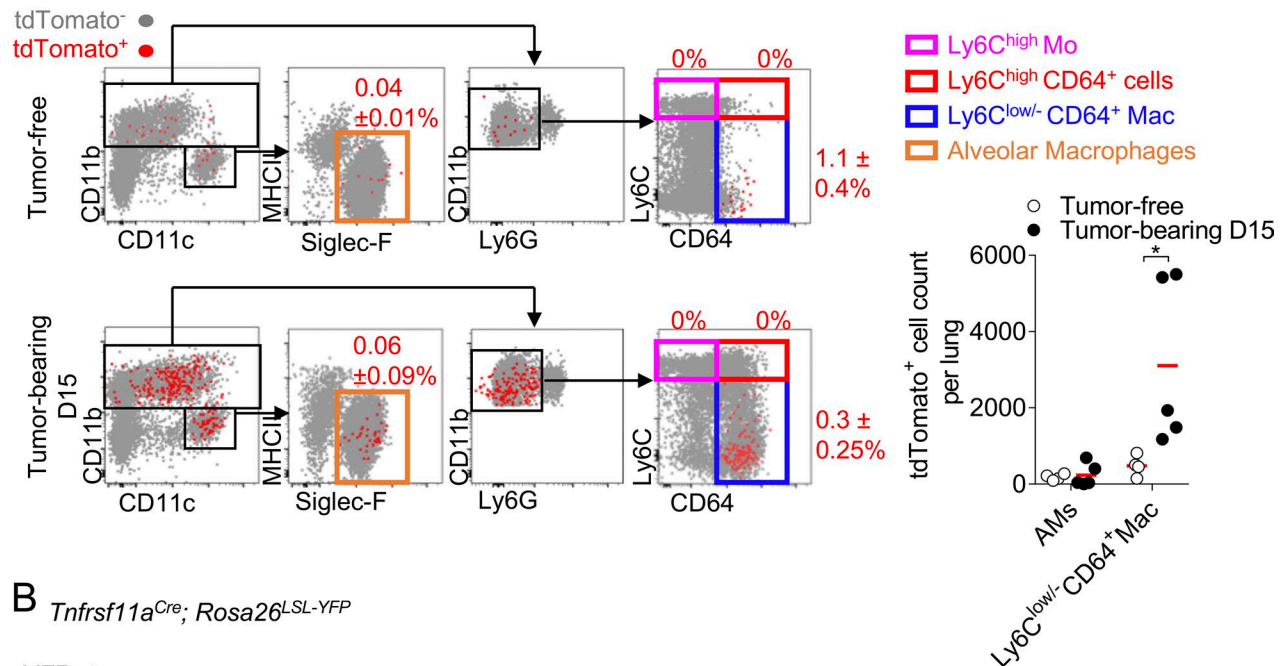 tdTomato⁻
tdTomato⁺
Ly6Chigh Mo
Ly6Chigh CD64⁺ cells
Ly6Clow/- CD64⁺ Mac
Alveolar Macrophages
Tumor-free
CD11b
CD11c
0.04
±0.01%
MHCII
Siglec-F
CD11b
Ly6G
0%
0%
Ly6C
CD64
1.1 ±
0.4%
Tumor-bearing
D15
CD11b
CD11c
0.06
±0.09%
MHCII
Siglec-F
CD11b
Ly6G
0%
0%
Ly6C
CD64
0.3 ±
0.25%
Tumor-free
Tumor-bearing D15
tdTomato⁺ cell count
per lung
6000
4000
2000
0
*
AMs
Ly6Clow/- CD64⁺Mac
B
Tnfrsf11aCre; Rosa26LSL-YFP